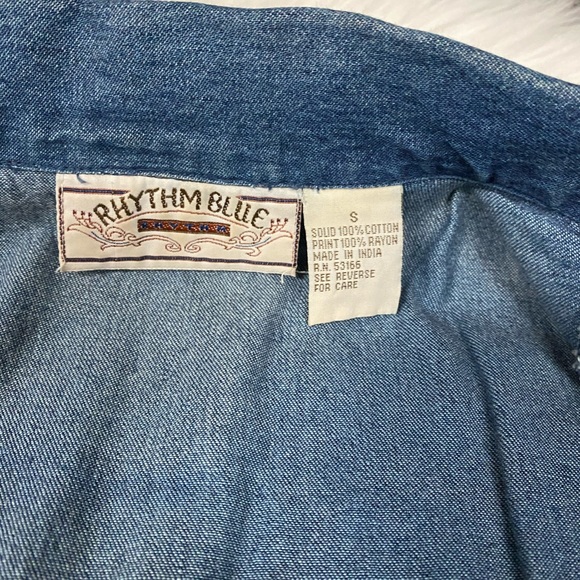 RHYTHM BLUE
S
SOLID 100% COTTON
PRINT 100% RAYON
MADE IN INDIA
R.N. 53166
SEE REVERSE
FOR CARE